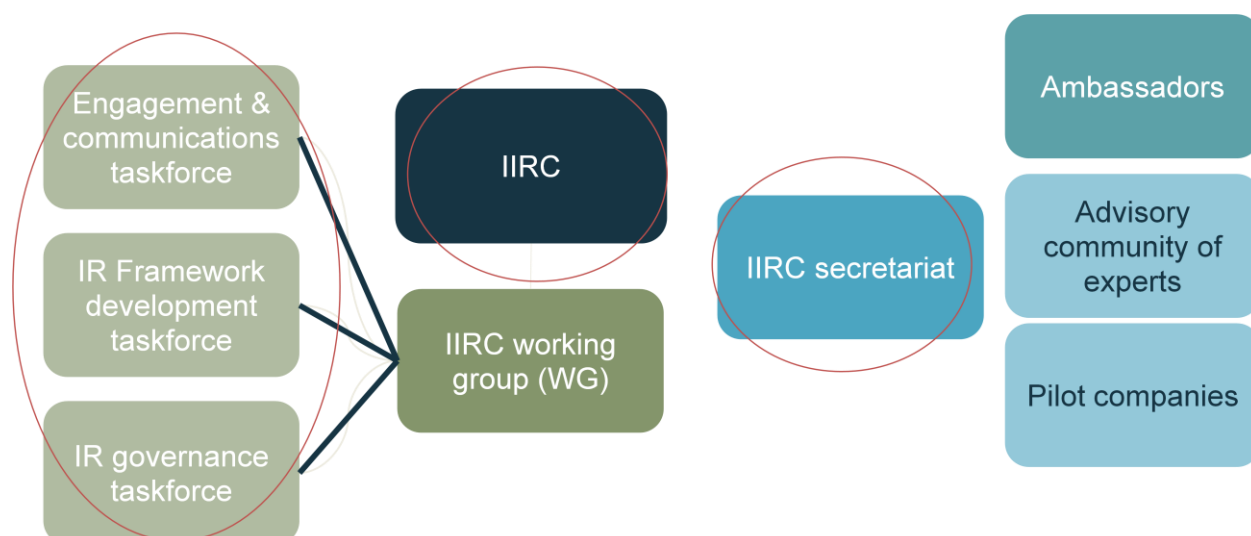 Engagement &
communications
taskforce
IR Framework
development
taskforce
IR governance
taskforce
IIRC
IIRC working
group (WG)
IIRC secretariat
Ambassadors
Advisory
community of
experts
Pilot companies